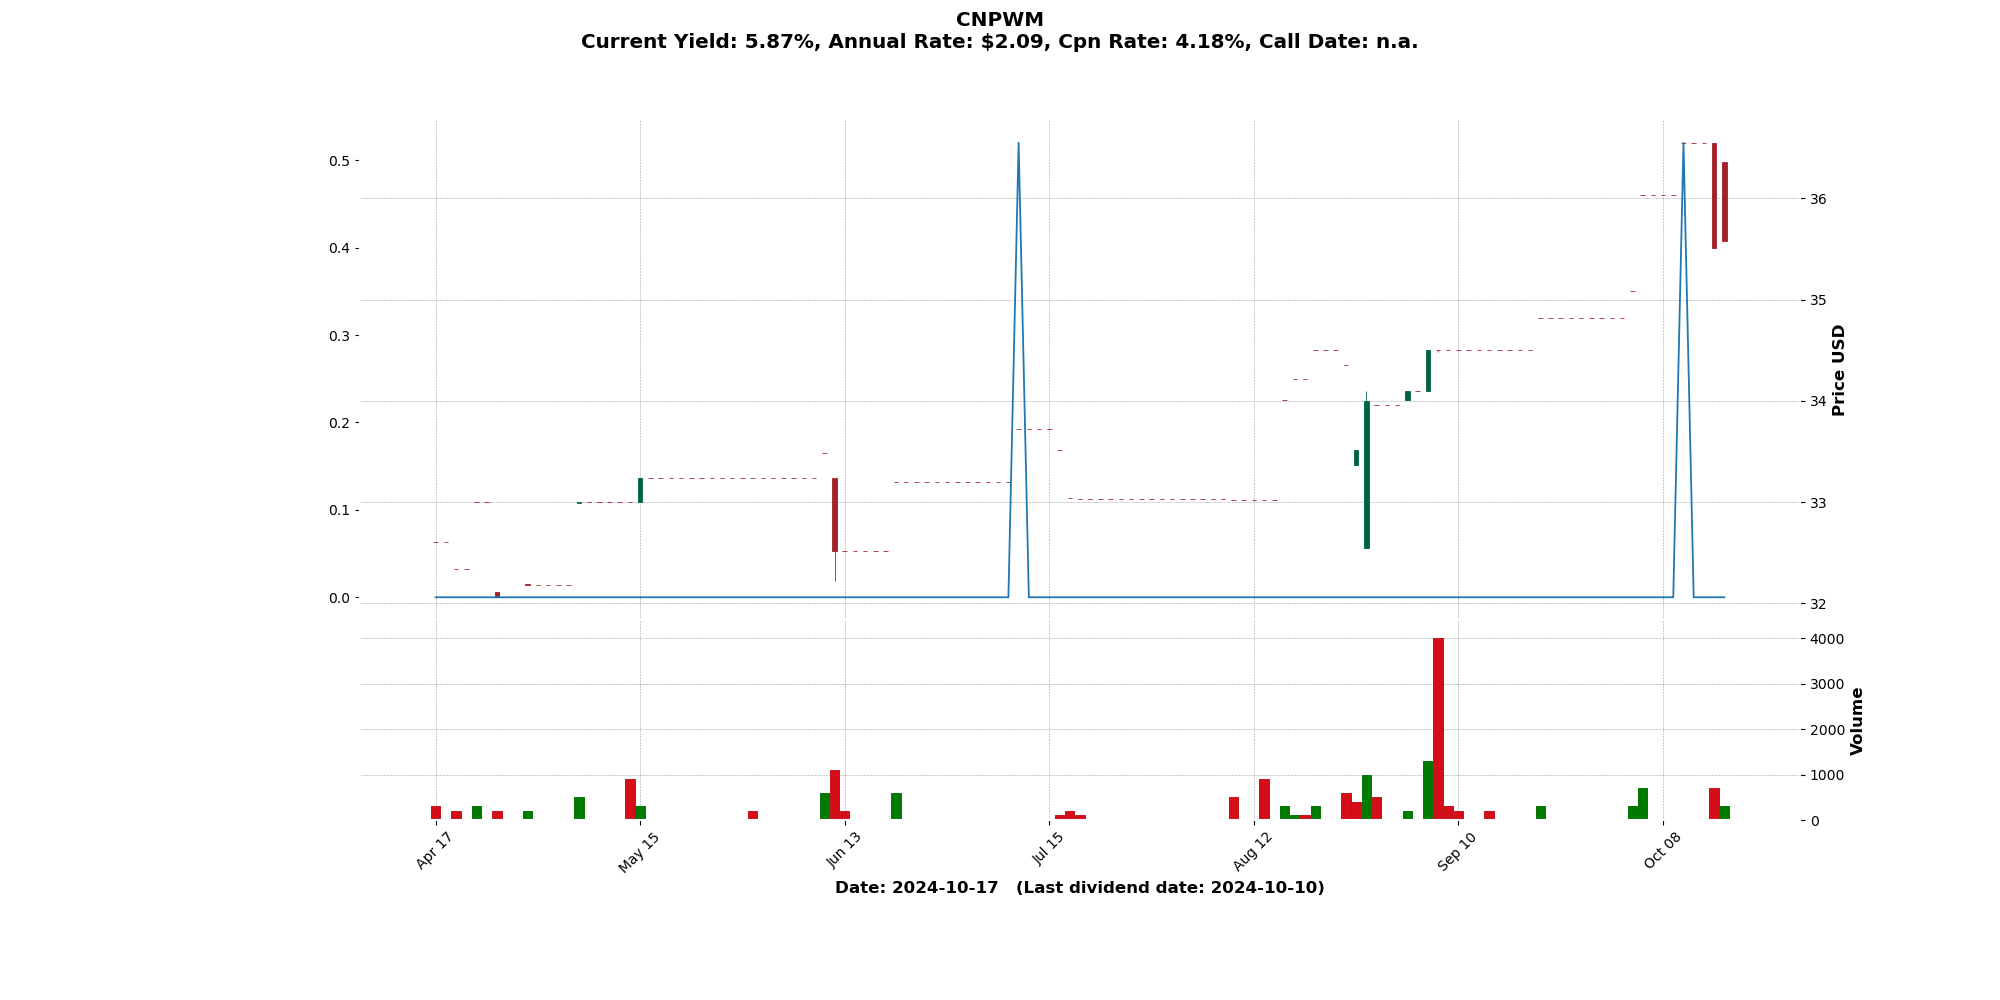 CNPWM
Current Yield: 5.87%, Annual Rate: $2.09, Cpn Rate: 4.18%, Call Date: n.a.
0.5
0.4
0.3
0.2
0.1
0.0
36
35
34
33
32
Price USD
4000
3000
2000
1000
0
Volume
Apr 17
May 15
Jun 13
Jul 15
Aug 12
Sep 10
Oct 08
Date: 2024-10-17 (Last dividend date: 2024-10-10)